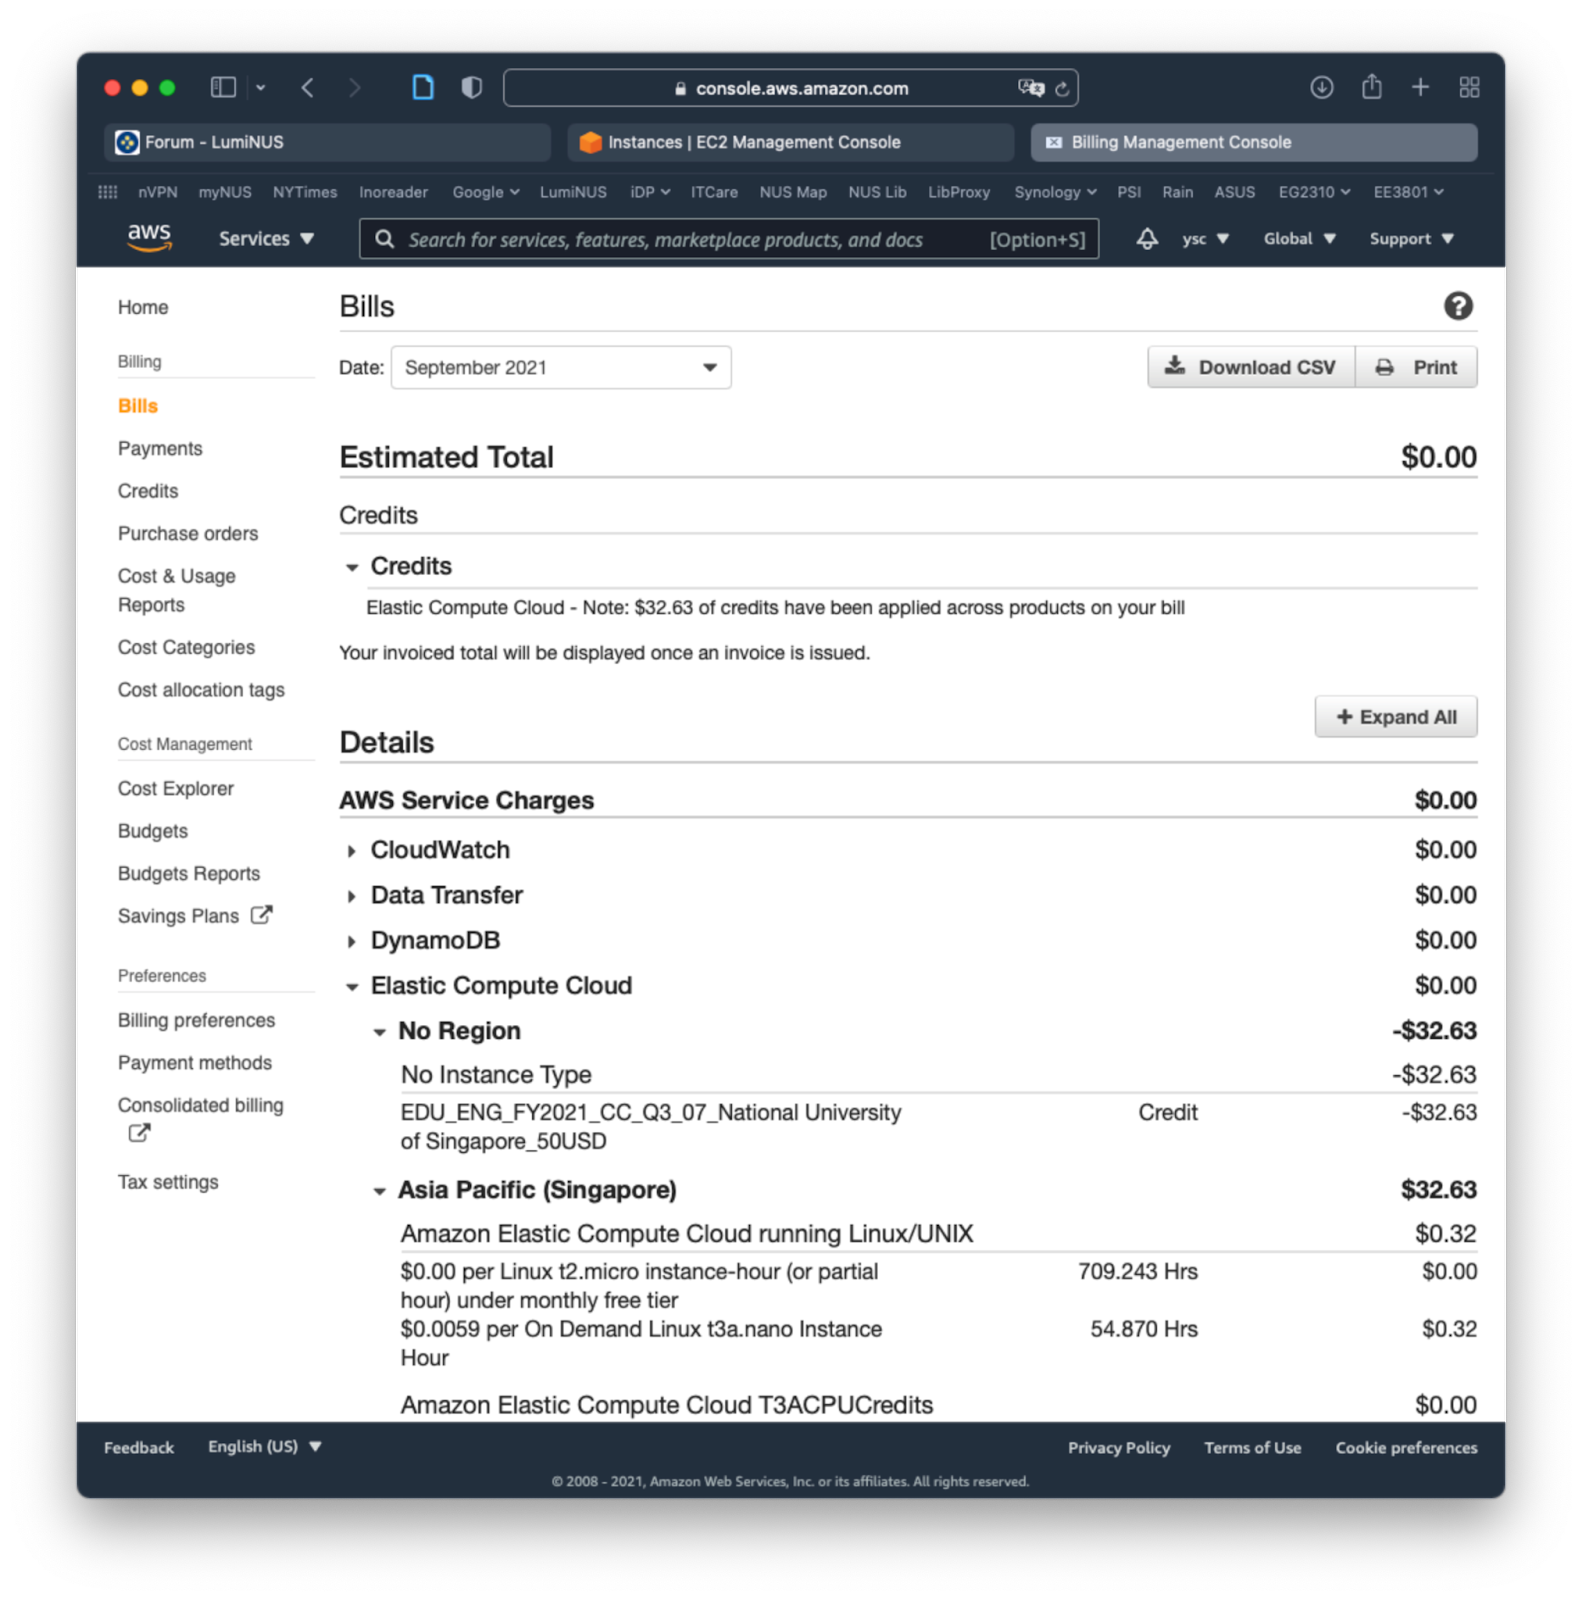 console.aws.amazon.com
Forum - LumiNUS
Instances | EC2 Management Console
Billing Management Console
nVPN myNUS NYTimes Inoreader Google LumiNUS iDP ITCare NUS Map NUS Lib LibProxy Synology PSI Rain ASUS EG2310 EE3801
aws Services Search for services, features, marketplace products, and docs [Option+S] ysc Global Support
Home
Billing
Bills
Payments
Credits
Purchase orders
Cost & Usage
Reports
Cost Categories
Cost allocation tags
Cost Management
Cost Explorer
Budgets
Budgets Reports
Savings Plans
Preferences
Billing preferences
Payment methods
Consolidated billing
Tax settings
Bills ?
Date: September 2021 Download CSV Print
Estimated Total $0.00
Credits
Credits
Elastic Compute Cloud - Note: $32.63 of credits have been applied across products on your bill
Your invoiced total will be displayed once an invoice is issued.
+ Expand All
Details
AWS Service Charges $0.00
CloudWatch $0.00
Data Transfer $0.00
DynamoDB $0.00
Elastic Compute Cloud $0.00
No Region -$32.63
No Instance Type -$32.63
EDU_ENG_FY2021_CC_Q3_07_National University Credit -$32.63
of Singapore_50USD
Asia Pacific (Singapore) $32.63
Amazon Elastic Compute Cloud running Linux/UNIX $0.32
$0.00 per Linux t2.micro instance-hour (or partial 709.243 Hrs $0.00
hour) under monthly free tier
$0.0059 per On Demand Linux t3a.nano Instance 54.870 Hrs $0.32
Hour
Amazon Elastic Compute Cloud T3ACPUCredits $0.00
Feedback English (US) Privacy Policy Terms of Use Cookie preferences
© 2008 - 2021, Amazon Web Services, Inc. or its affiliates. All rights reserved.